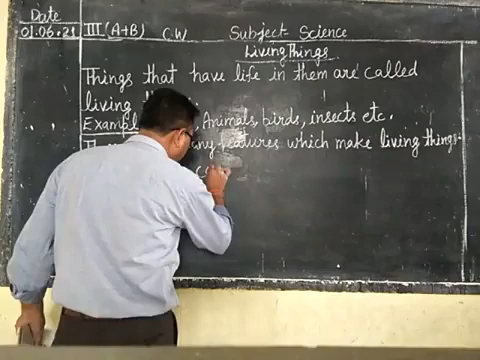 Date
01.06.21 III (A+B) C.W Subject- Science
Living Things
Things that have life in them are called
living
Exampl Animals, birds, insects etc.
features which make living things